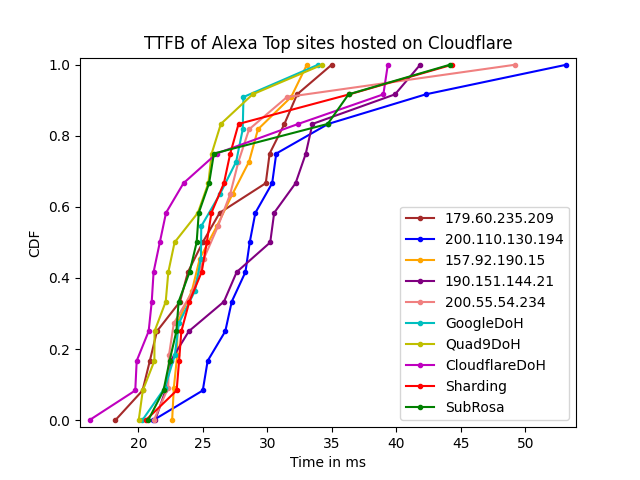 TTFB of Alexa Top sites hosted on Cloudflare
1.0
0.8
0.6
0.4
0.2
0.0
CDF
179.60.235.209
200.110.130.194
157.92.190.15
190.151.144.21
200.55.54.234
GoogleDoH
Quad9DoH
CloudflareDoH
Sharding
SubRosa
20 25 30 35 40 45 50
Time in ms